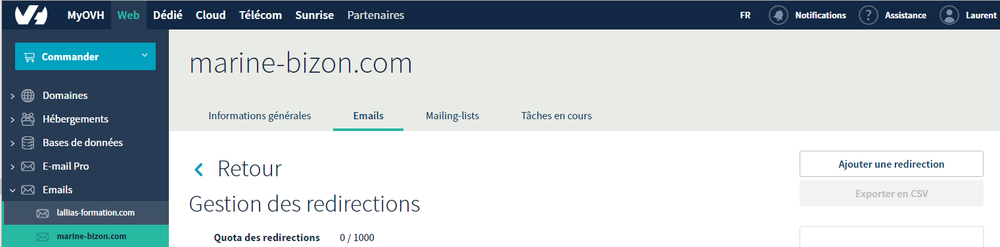 MyOVH Web Dédié Cloud Télécom Sunrise Partenaires FR Notifications ? Assistance Laurent
Commander
marine-bizon.com
Domaines
Hébergements
Bases de données
E-mail Pro
Emails
lallias-formation.com
marine-bizon.com
Informations générales Emails Mailing-lists Tâches en cours
Retour
Ajouter une redirection
Exporter en CSV
Gestion des redirections
Quota des redirections 0 / 1000